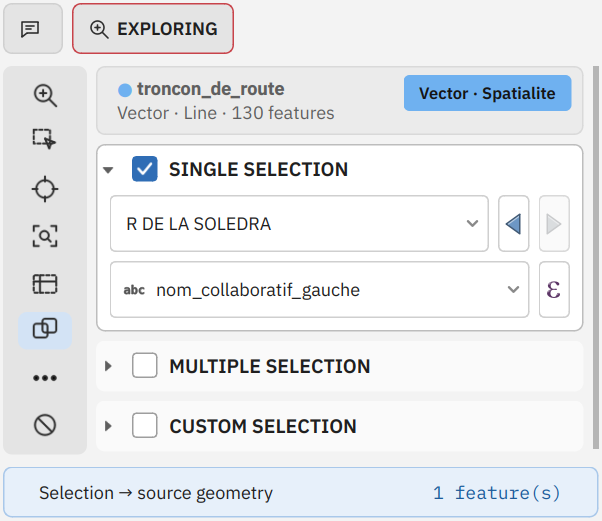 EXPLORING
troncon_de_route
Vector · Spatialite
Vector · Line · 130 features
SINGLE SELECTION
R DE LA SOLEDRA
abc nom_collaboratif_gauche
ε
MULTIPLE SELECTION
CUSTOM SELECTION
Selection → source geometry
1 feature(s)